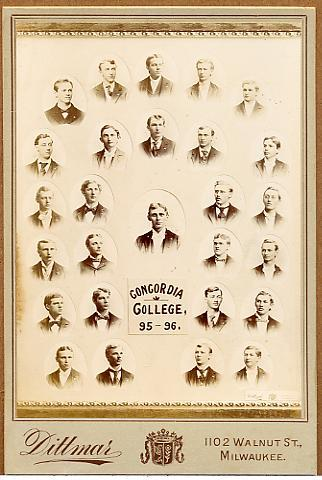 CONCORDIA
COLLEGE,
95-96.
Dittmar
1102 WALNUT ST.,
MILWAUKEE.